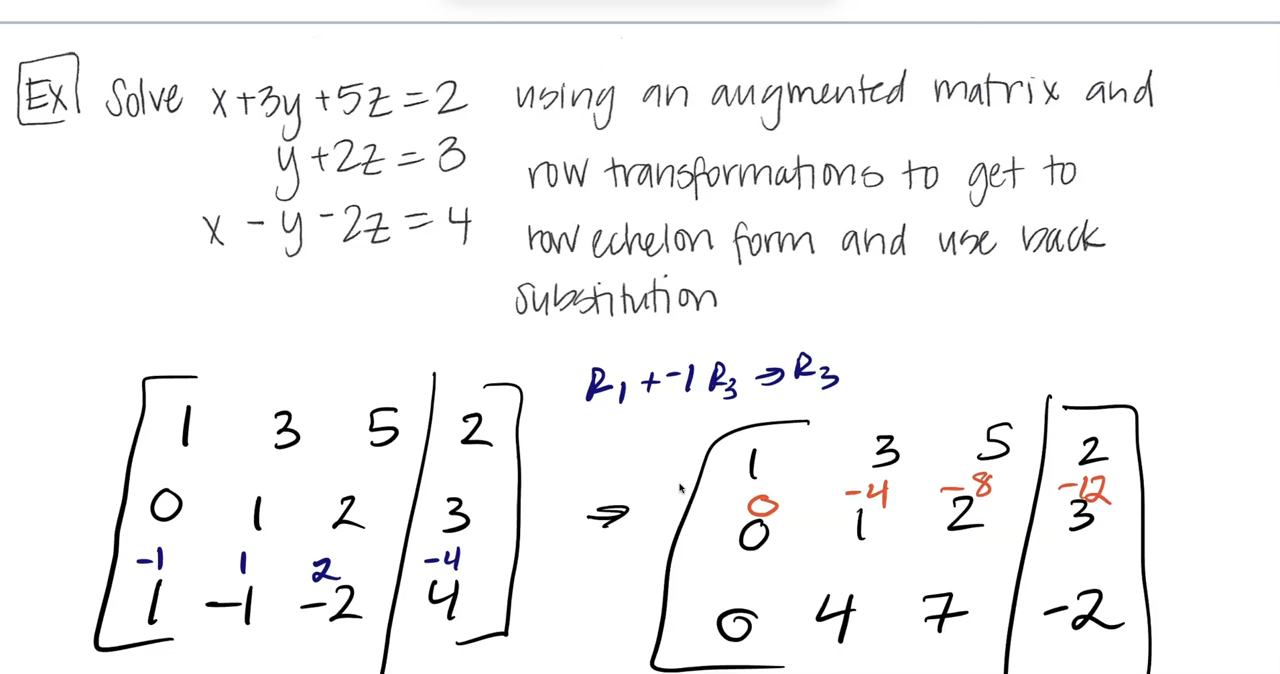 Ex Solve x+3y+5z=2 using an augmented matrix and
y+2z=3 row transformations to get to
x-y-2z=4 row echelon form and use back
substitution
R₁+-1R₃→R₃
1 3 5 | 2
0 1 2 | 3
-1 1 2 -4
1 -1 -2 | 4
⇒
1 3 5 | 2
0 -4 -8 -12
0 1 2 | 3
0 4 7 | -2